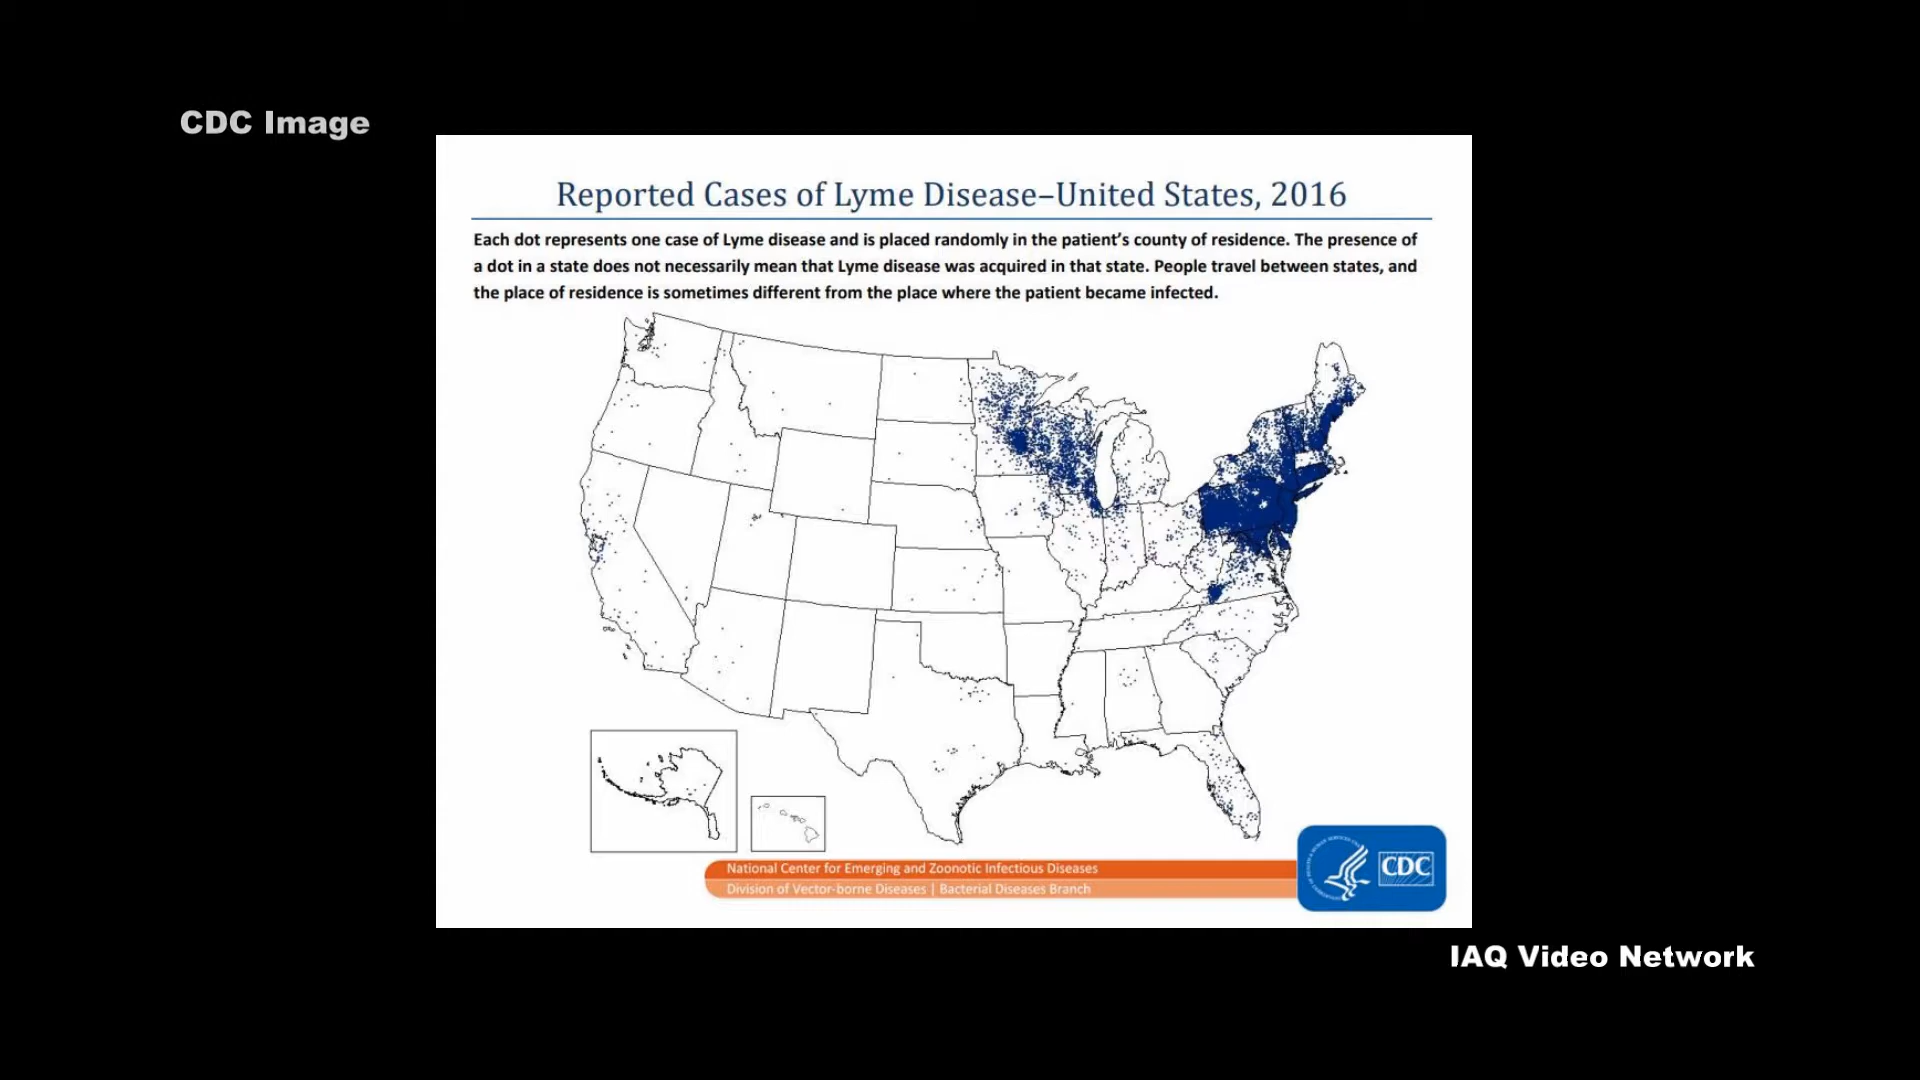 CDC Image
Reported Cases of Lyme Disease–United States, 2016
Each dot represents one case of Lyme disease and is placed randomly in the patient's county of residence. The presence of
a dot in a state does not necessarily mean that Lyme disease was acquired in that state. People travel between states, and
the place of residence is sometimes different from the place where the patient became infected.
National Center for Emerging and Zoonotic Infectious Diseases
Division of Vector-borne Diseases | Bacterial Diseases Branch
CDC
IAQ Video Network